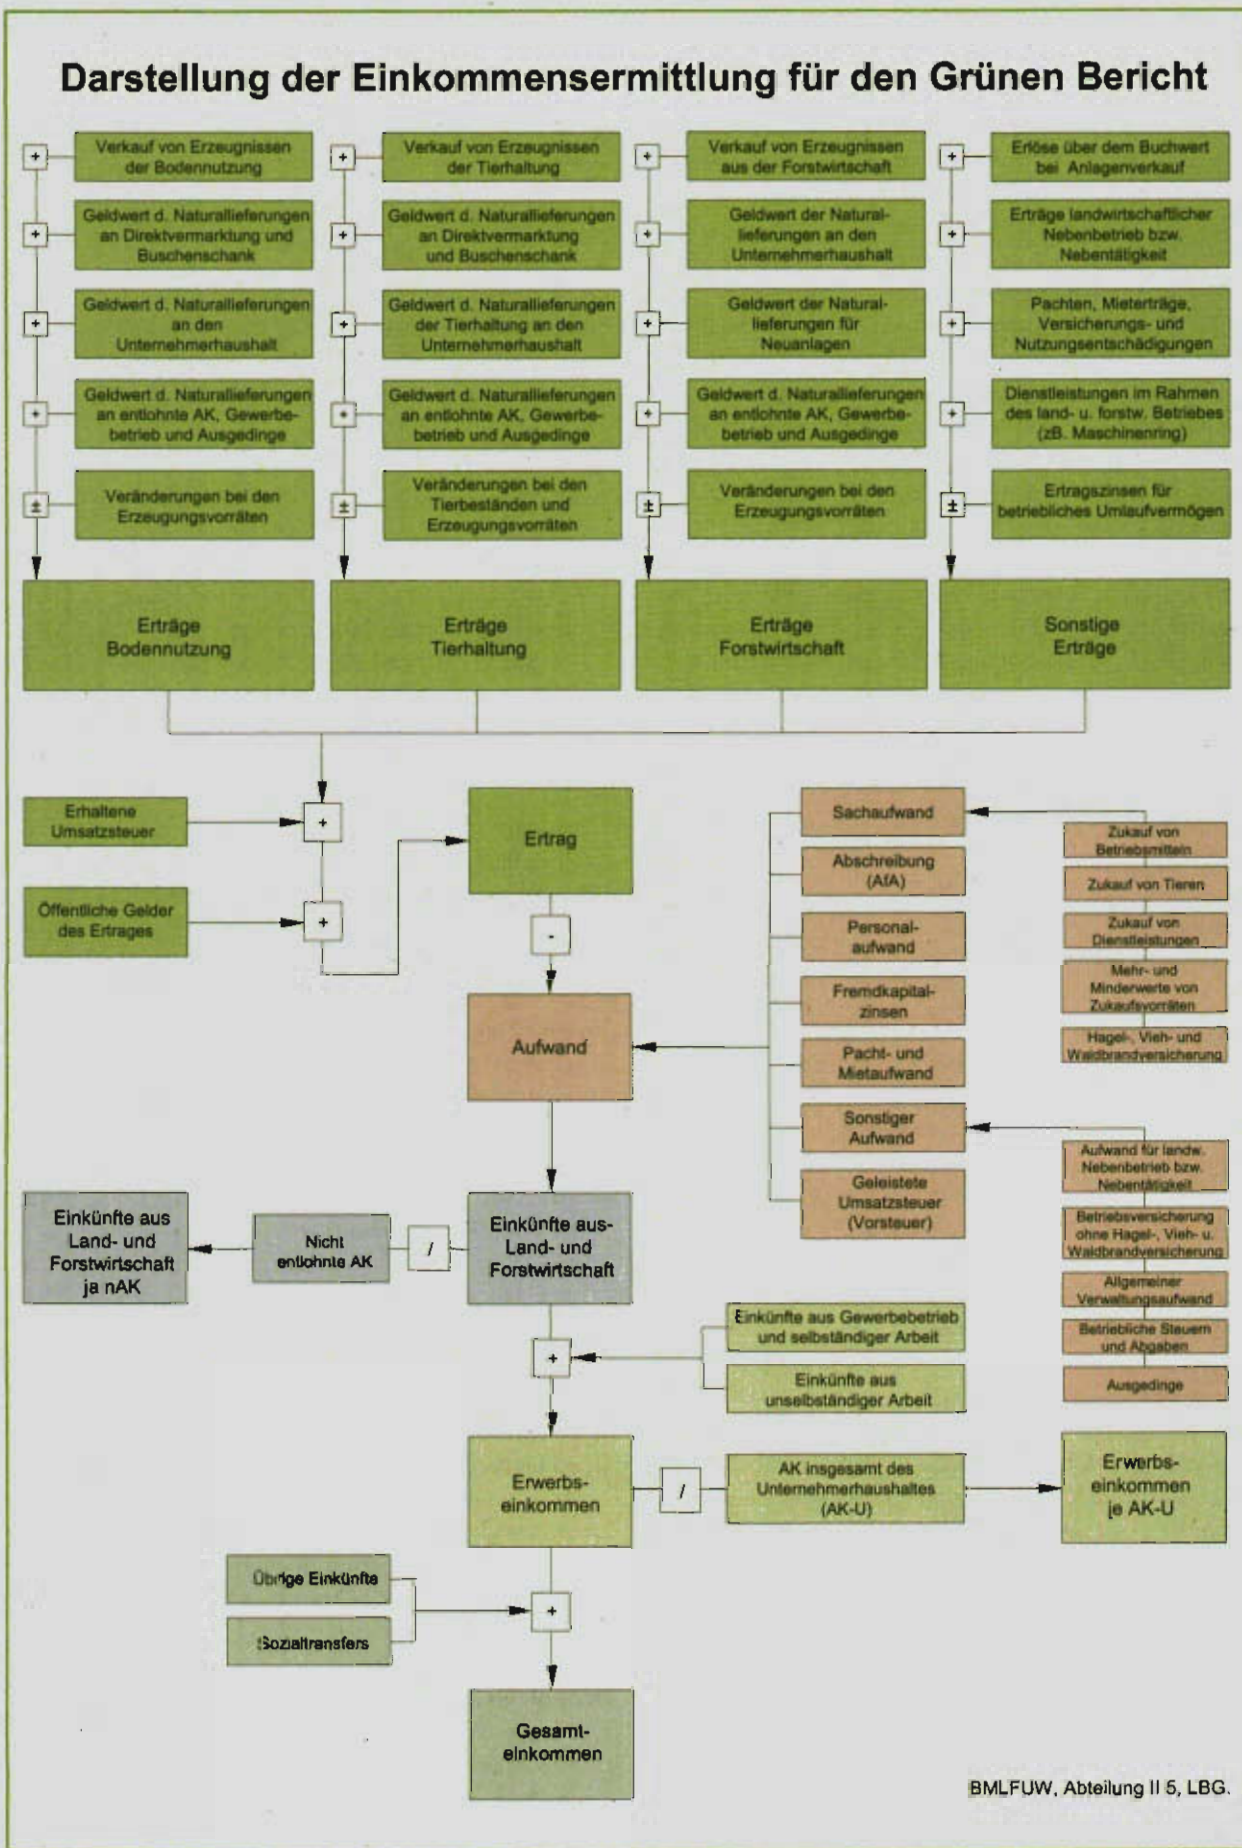 Darstellung der Einkommensermittlung für den Grünen Bericht
+
Verkauf von Erzeugnissen
der Bodennutzung
+
Geldwert d. Naturallieferungen
an Direktvermarktung und
Buschenschank
+
Geldwert d. Naturallieferungen
an den
Unternehmerhaushalt
+
Geldwert d. Naturallieferungen
an entlohnte AK, Gewerbe-
betrieb und Ausgedinge
±
Veränderungen bei den
Erzeugungsvorräten
Erträge
Bodennutzung
+
Verkauf von Erzeugnissen
der Tierhaltung
+
Geldwert d. Naturallieferungen
an Direktvermarktung
und Buschenschank
+
Geldwert d. Naturallieferungen
der Tierhaltung an den
Unternehmerhaushalt
+
Geldwert d. Naturallieferungen
an entlohnte AK, Gewerbe-
betrieb und Ausgedinge
±
Veränderungen bei den
Tierbeständen und
Erzeugungsvorräten
Erträge
Tierhaltung
+
Verkauf von Erzeugnissen
aus der Forstwirtschaft
+
Geldwert der Natural-
lieferungen an den
Unternehmerhaushalt
+
Geldwert der Natural-
lieferungen für
Neuanlagen
+
Geldwert d. Naturallieferungen
an entlohnte AK, Gewerbe-
betrieb und Ausgedinge
±
Veränderungen bei den
Erzeugungsvorräten
Erträge
Forstwirtschaft
+
Erlöse über dem Buchwert
bei Anlagenverkauf
+
Erträge landwirtschaftlicher
Nebenbetrieb bzw.
Nebentätigkeit
+
Pachten, Mieterträge,
Versicherungs- und
Nutzungsentschädigungen
+
Dienstleistungen im Rahmen
des land- u. forstw. Betriebes
(zB. Maschinenring)
±
Ertragszinsen für
betriebliches Umlaufvermögen
Sonstige
Erträge
Erhaltene
Umsatzsteuer
+
Öffentliche Gelder
des Ertrages
+
Ertrag
-
Aufwand
Sachaufwand
Abschreibung
(AfA)
Personal-
aufwand
Fremdkapital-
zinsen
Pacht- und
Mietaufwand
Sonstiger
Aufwand
Geleistete
Umsatzsteuer
(Vorsteuer)
Zukauf von
Betriebsmitteln
Zukauf von Tieren
Zukauf von
Dienstleistungen
Mehr- und
Minderwerte von
Zukaufsvorräten
Hagel-, Vieh- und
Waldbrandversicherung
Aufwand für landw.
Nebenbetrieb bzw.
Nebentätigkeit
Betriebsversicherung
ohne Hagel-, Vieh- u.
Waldbrandversicherung
Allgemeiner
Verwaltungsaufwand
Betriebliche Steuern
und Abgaben
Ausgedinge
Einkünfte aus
Land- und
Forstwirtschaft
ja nAK
Nicht
entlohnte AK
/
Einkünfte aus-
Land- und
Forstwirtschaft
+
Einkünfte aus Gewerbebetrieb
und selbständiger Arbeit
Einkünfte aus
unselbständiger Arbeit
Erwerbs-
einkommen
/
AK insgesamt des
Unternehmerhaushaltes
(AK-U)
Erwerbs-
einkommen
je AK-U
Übrige Einkünfte
Sozialtransfers
+
Gesamt-
einkommen
BMLFUW, Abteilung II 5, LBG.